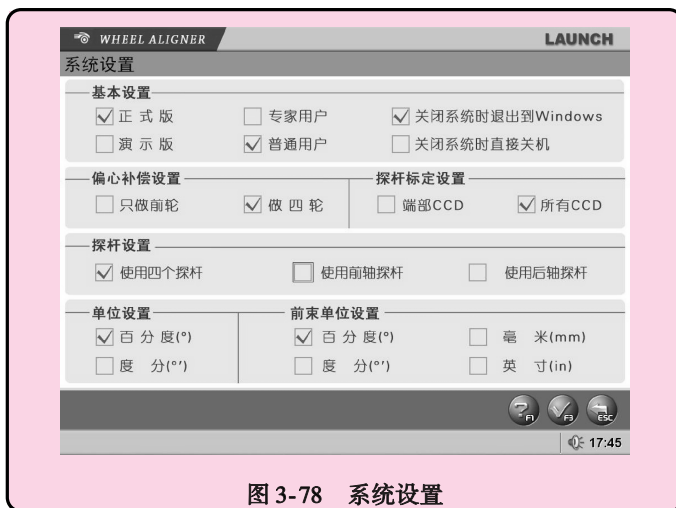 WHEEL ALIGNER LAUNCH
系统设置
基本设置
正 式 版 专家用户 关闭系统时退出到Windows
演 示 版 普通用户 关闭系统时直接关机
偏心补偿设置 探杆标定设置
只做前轮 做 四 轮 端部CCD 所有CCD
探杆设置
使用四个探杆 使用前轴探杆 使用后轴探杆
单位设置 前束单位设置
百 分 度(°) 百 分 度(°) 毫 米(mm)
度 分(°′) 度 分(°′) 英 寸(in)
? F1 F3 ESC
17:45
图 3-78 系统设置